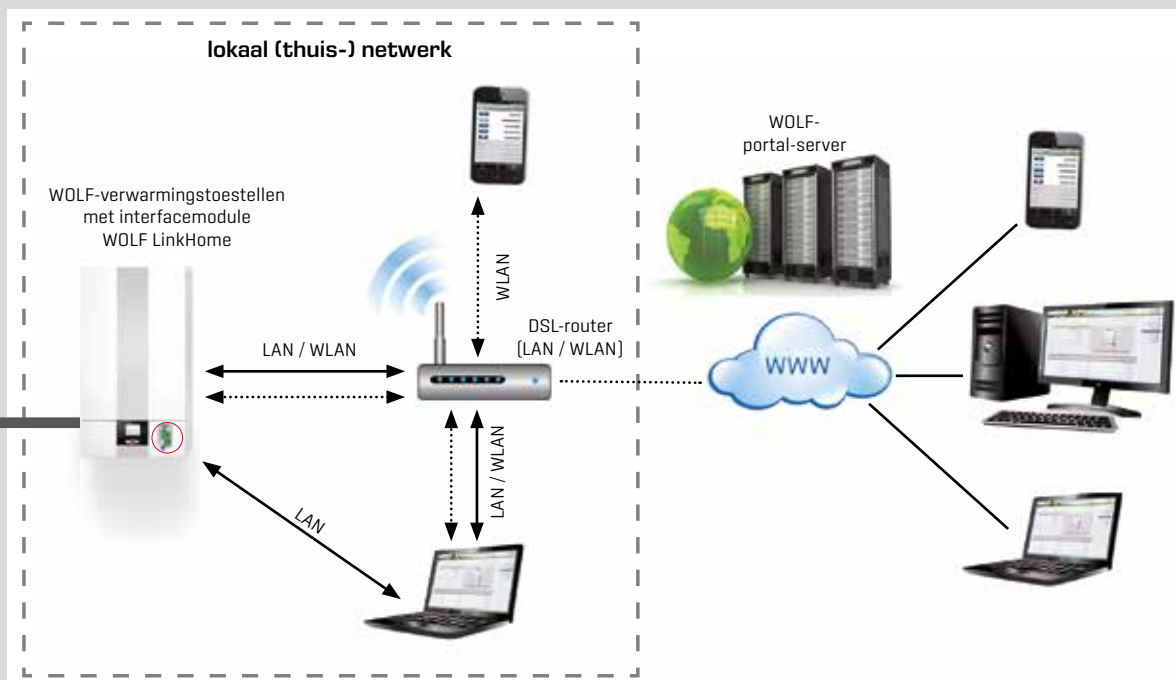 lokaal (thuis-) netwerk
WOLF-verwarmingstoestellen
met interfacemodule
WOLF LinkHome
LAN / WLAN
WLAN
DSL-router
(LAN / WLAN)
LAN / WLAN
LAN
WOLF-
portal-server
WWW